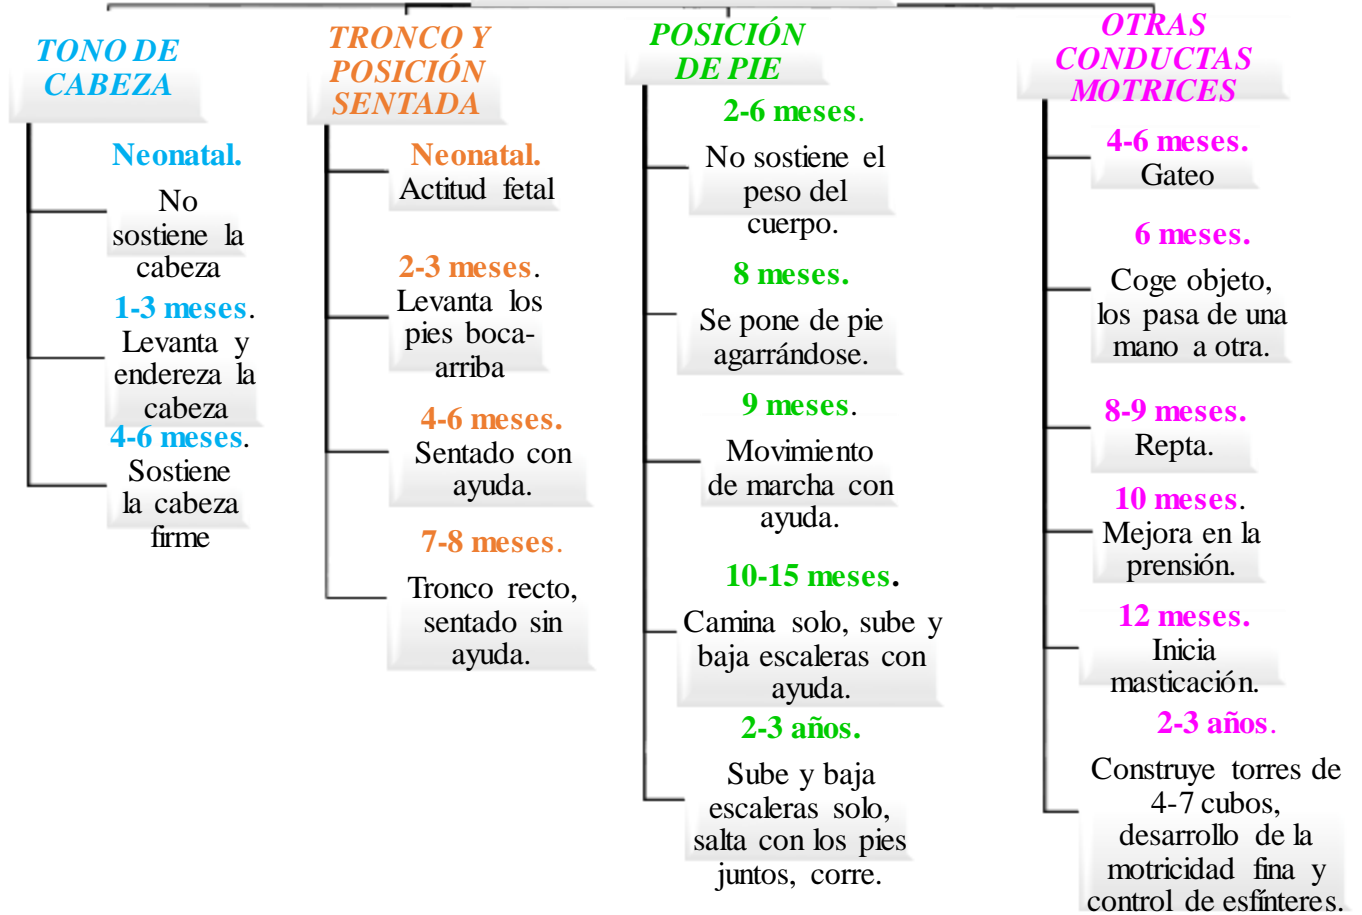 TONO DE
CABEZA
Neonatal.
No
sostiene la
cabeza
1-3 meses.
Levanta y
endereza la
cabeza
4-6 meses.
Sostiene
la cabeza
firme
TRONCO Y
POSICIÓN
SENTADA
Neonatal.
Actitud fetal
2-3 meses.
Levanta los
pies boca-
arriba
4-6 meses.
Sentado con
ayuda.
7-8 meses.
Tronco recto,
sentado sin
ayuda.
POSICIÓN
DE PIE
2-6 meses.
No sostiene el
peso del
cuerpo.
8 meses.
Se pone de pie
agarrándose.
9 meses.
Movimiento
de marcha con
ayuda.
10-15 meses.
Camina solo, sube y
baja escaleras con
ayuda.
2-3 años.
Sube y baja
escaleras solo,
salta con los pies
juntos, corre.
OTRAS
CONDUCTAS
MOTRICES
4-6 meses.
Gateo
6 meses.
Coge objeto,
los pasa de una
mano a otra.
8-9 meses.
Repta.
10 meses.
Mejora en la
prensión.
12 meses.
Inicia
masticación.
2-3 años.
Construye torres de
4-7 cubos,
desarrollo de la
motricidad fina y
control de esfínteres.